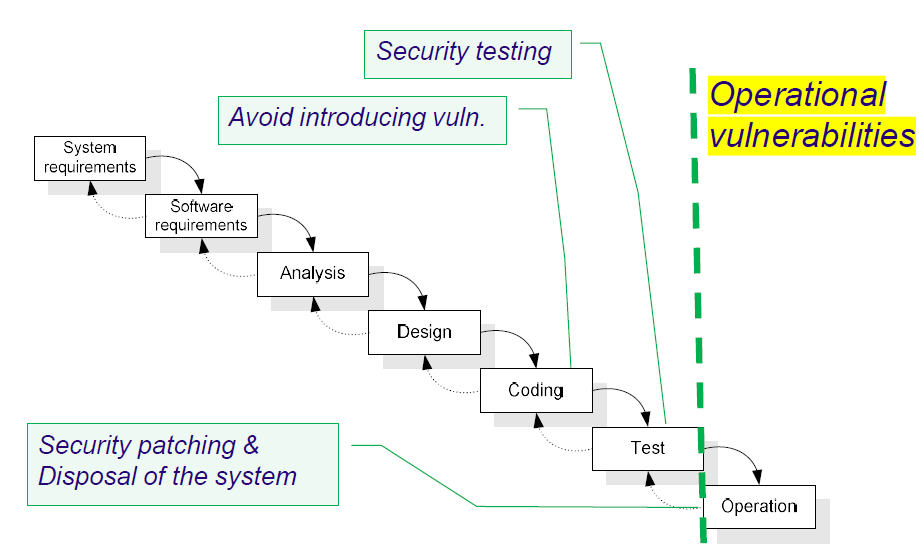 Security testing
Operational
vulnerabilities
Avoid introducing vuln.
System
requirements
Software
requirements
Analysis
Design
Coding
Security patching &
Disposal of the system
Test
Operation